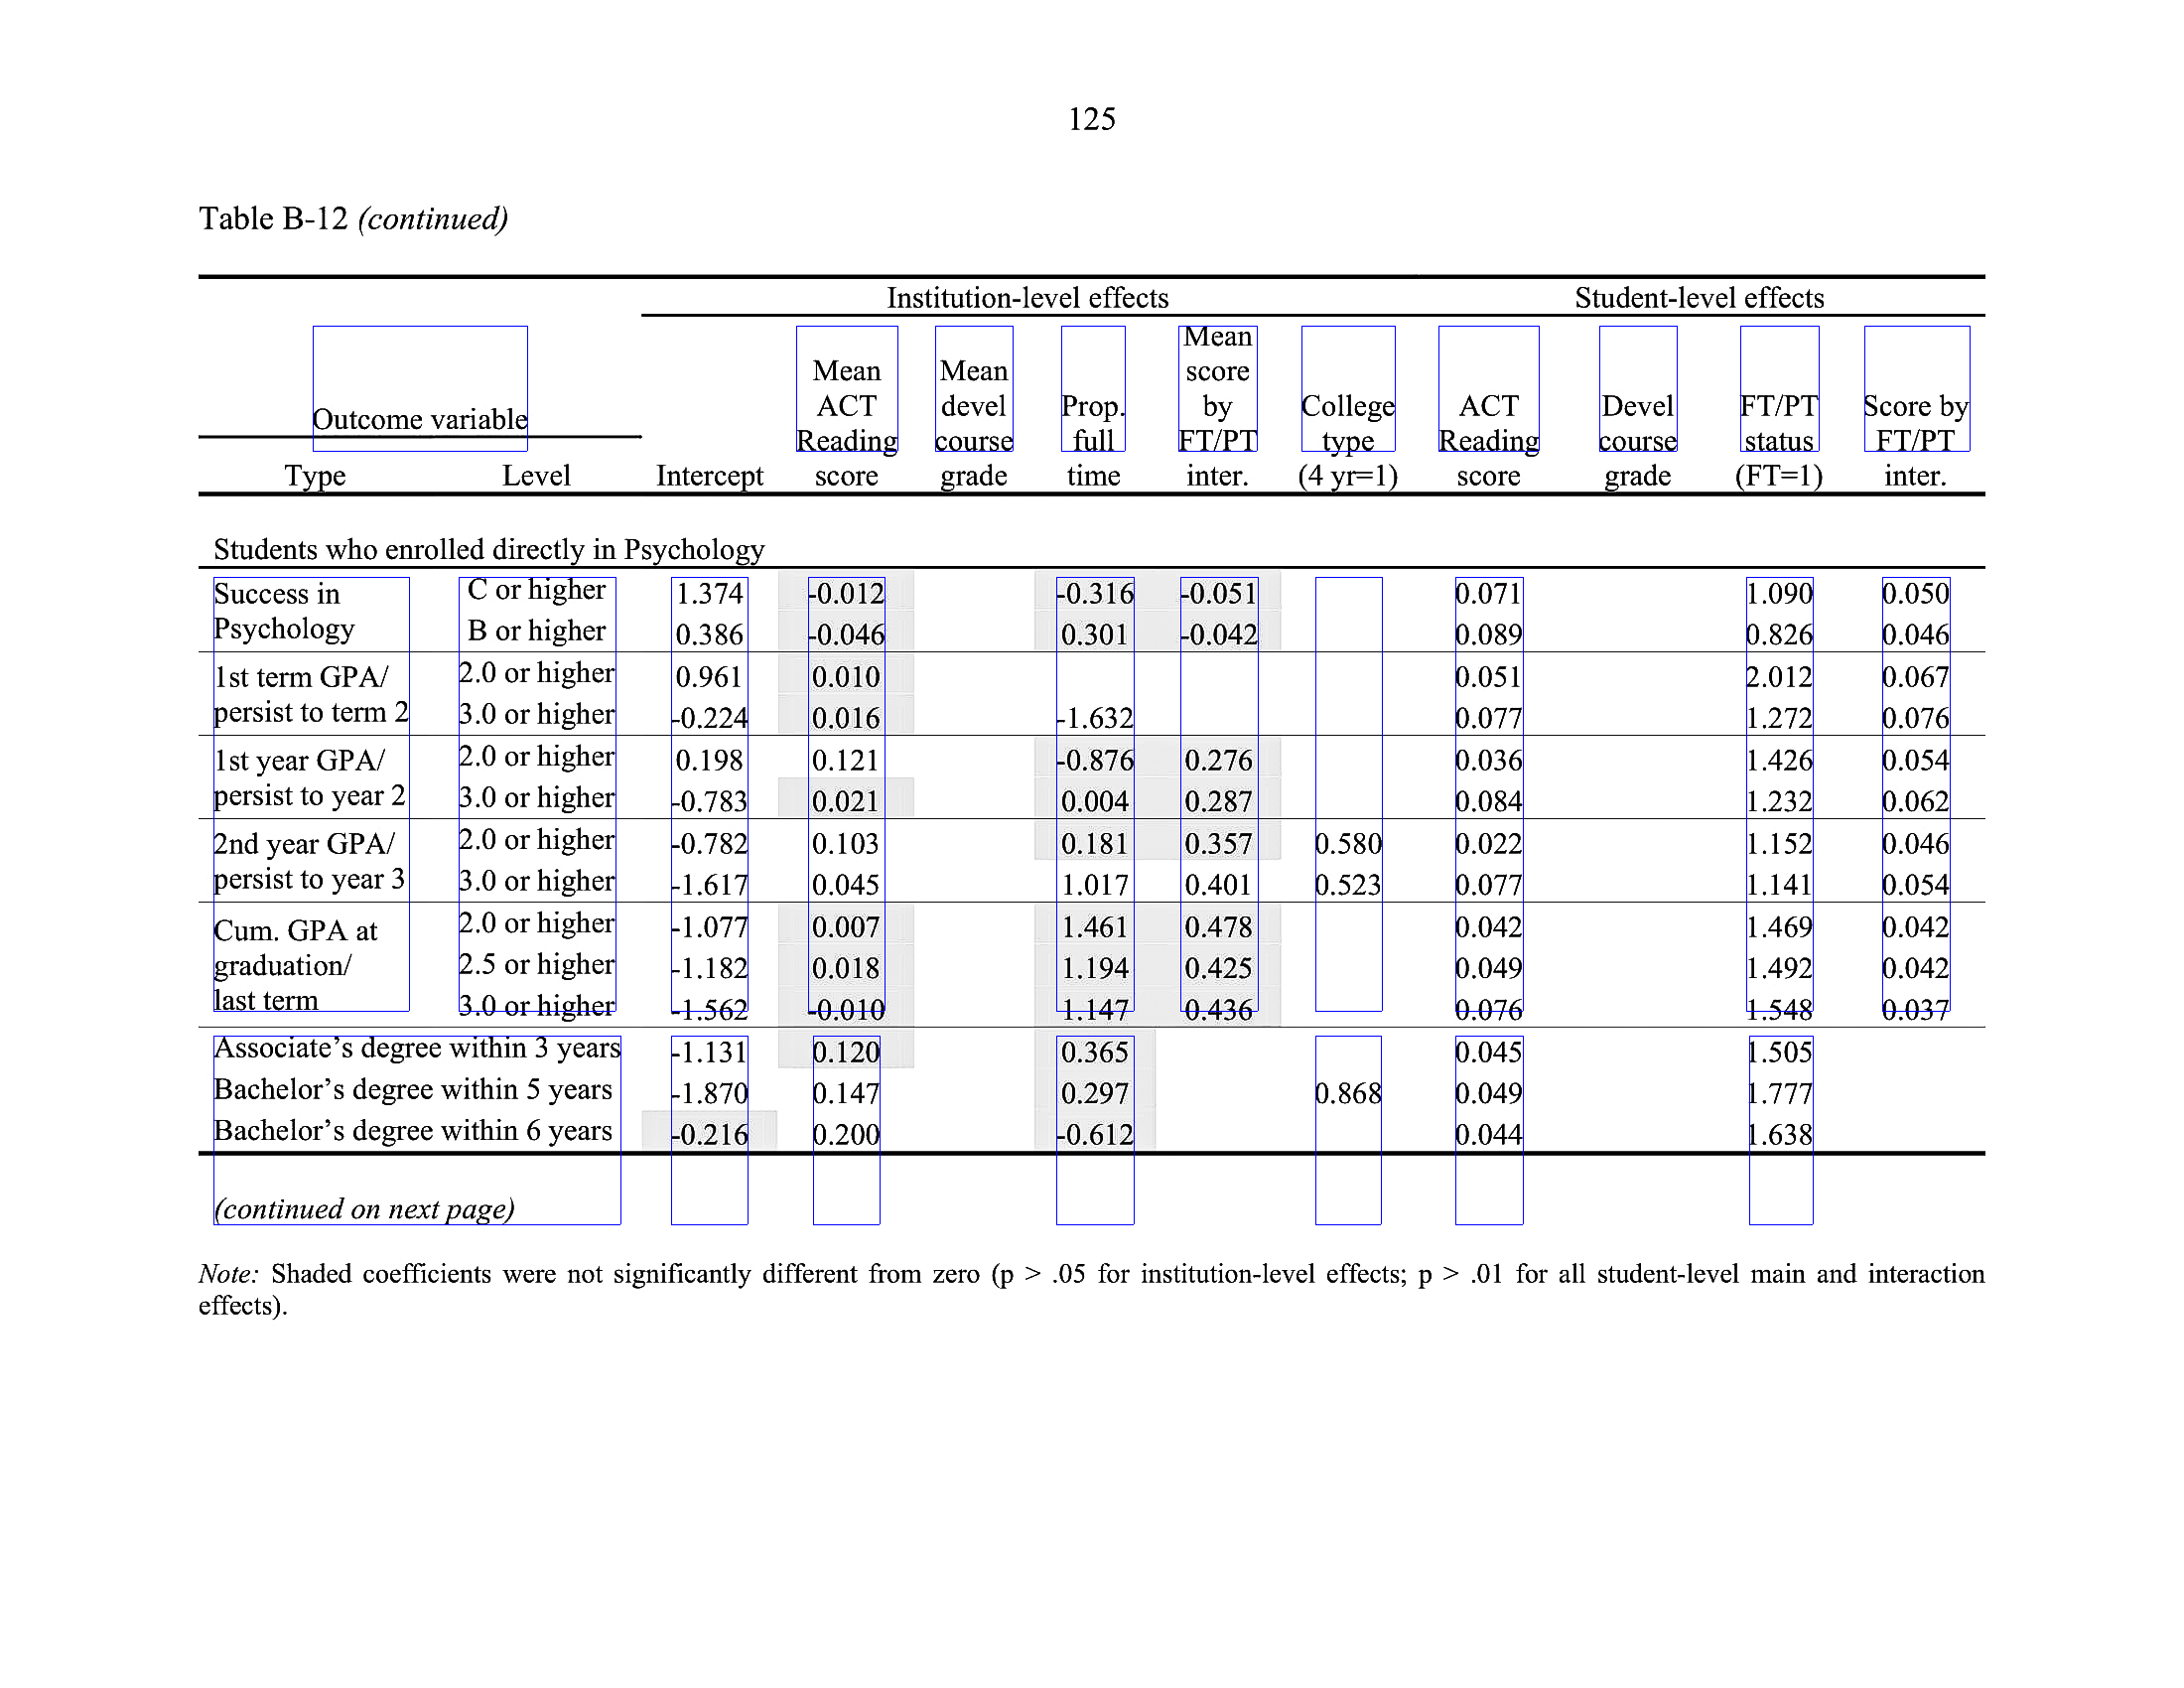 125
Table B-12 (continued)
Institution-level effects Student-level effects
Mean
Mean Mean score
ACT devel Prop. by College ACT Devel FT/PT Score by
Outcome variable Reading course full FT/PT type Reading course status FT/PT
Type Level Intercept score grade time inter. (4 yr=1) score grade (FT=1) inter.
Students who enrolled directly in Psychology
Success in C or higher 1.374 -0.012 -0.316 -0.051 0.071 1.090 0.050
Psychology B or higher 0.386 -0.046 0.301 -0.042 0.089 0.826 0.046
1st term GPA/ 2.0 or higher 0.961 0.010 0.051 2.012 0.067
persist to term 2 3.0 or higher -0.224 0.016 -1.632 0.077 1.272 0.076
1st year GPA/ 2.0 or higher 0.198 0.121 -0.876 0.276 0.036 1.426 0.054
persist to year 2 3.0 or higher -0.783 0.021 0.004 0.287 0.084 1.232 0.062
2nd year GPA/ 2.0 or higher -0.782 0.103 0.181 0.357 0.580 0.022 1.152 0.046
persist to year 3 3.0 or higher -1.617 0.045 1.017 0.401 0.523 0.077 1.141 0.054
Cum. GPA at 2.0 or higher -1.077 0.007 1.461 0.478 0.042 1.469 0.042
graduation/ 2.5 or higher -1.182 0.018 1.194 0.425 0.049 1.492 0.042
last term 3.0 or higher -1.562 -0.010 1.147 0.436 0.076 1.548 0.037
Associate's degree within 3 years -1.131 0.120 0.365 0.045 1.505
Bachelor's degree within 5 years -1.870 0.147 0.297 0.868 0.049 1.777
Bachelor's degree within 6 years -0.216 0.200 -0.612 0.044 1.638
(continued on next page)
Note: Shaded coefficients were not significantly different from zero (p > .05 for institution-level effects; p > .01 for all student-level main and interaction
effects).